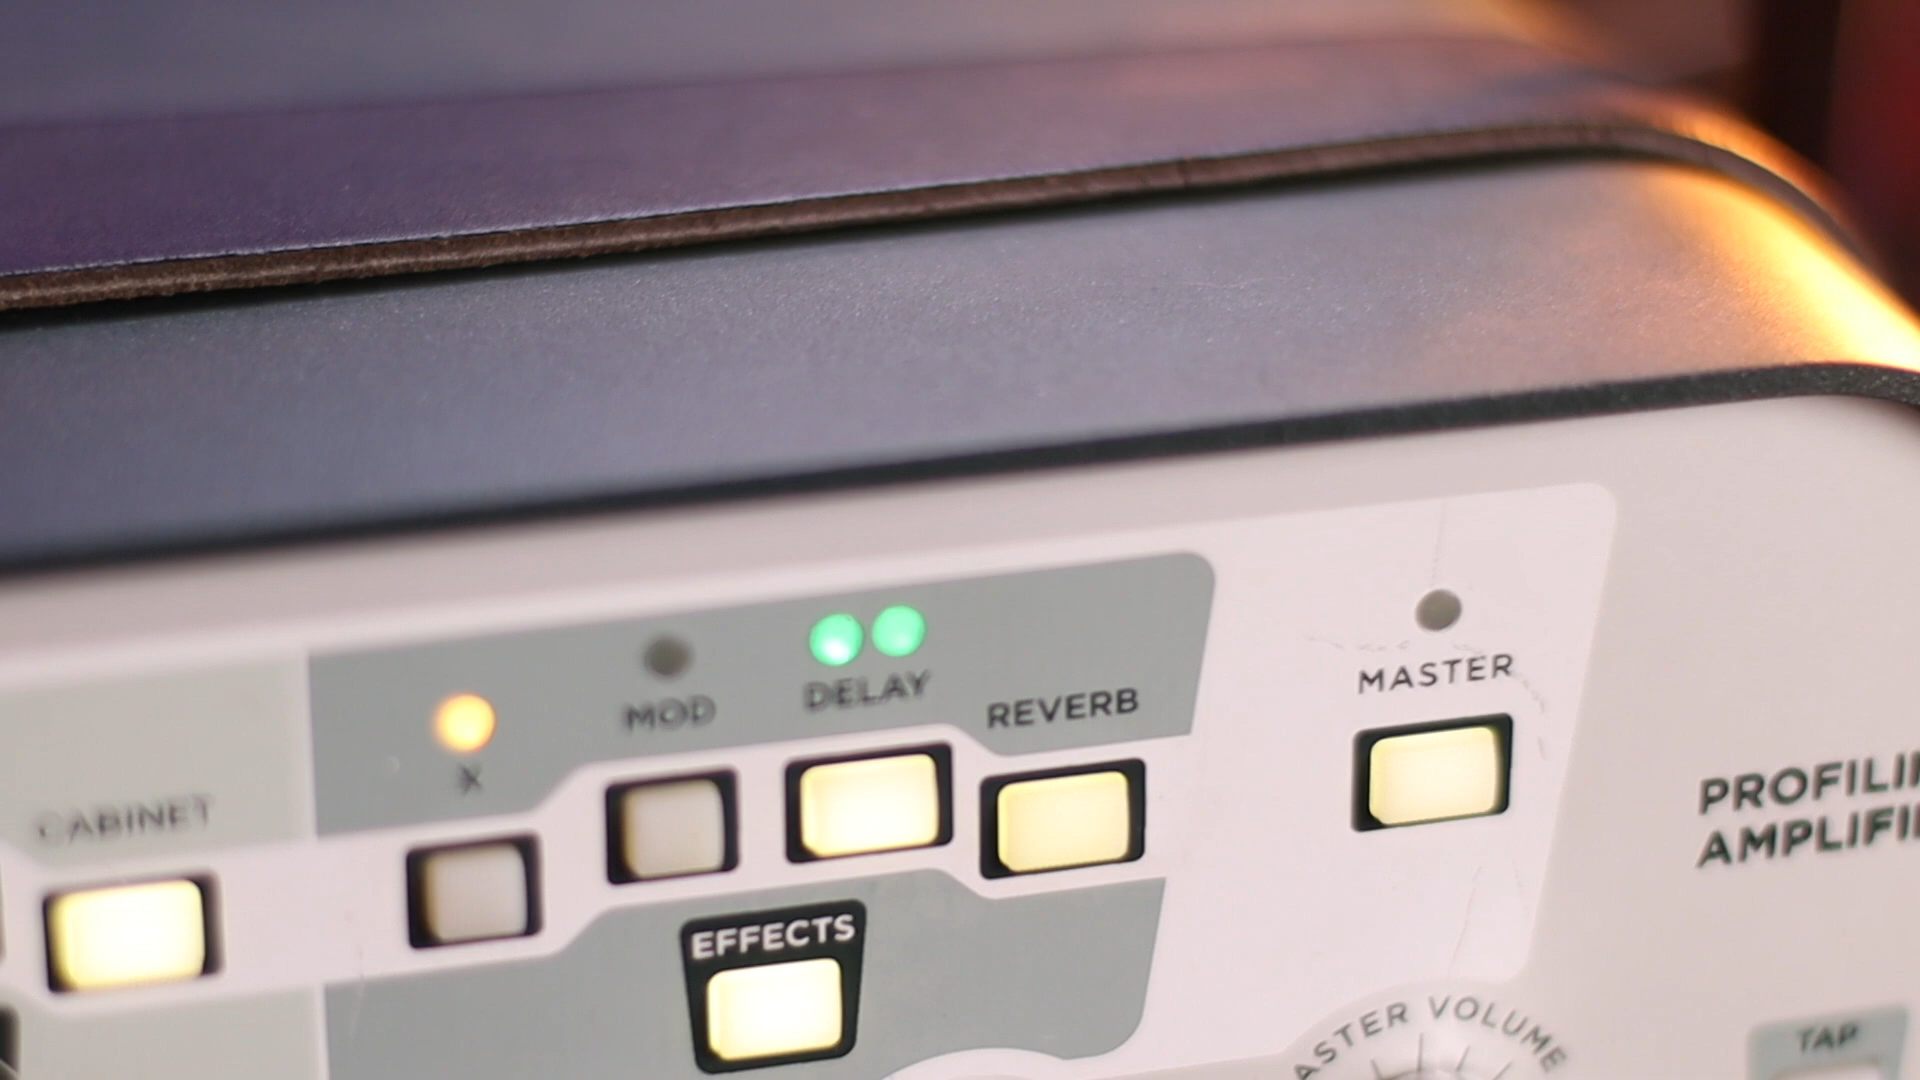 MOD
DELAY
REVERB
X
CABINET
EFFECTS
MASTER
PROFILI
AMPLIFI
ASTER VOLUME
TAP